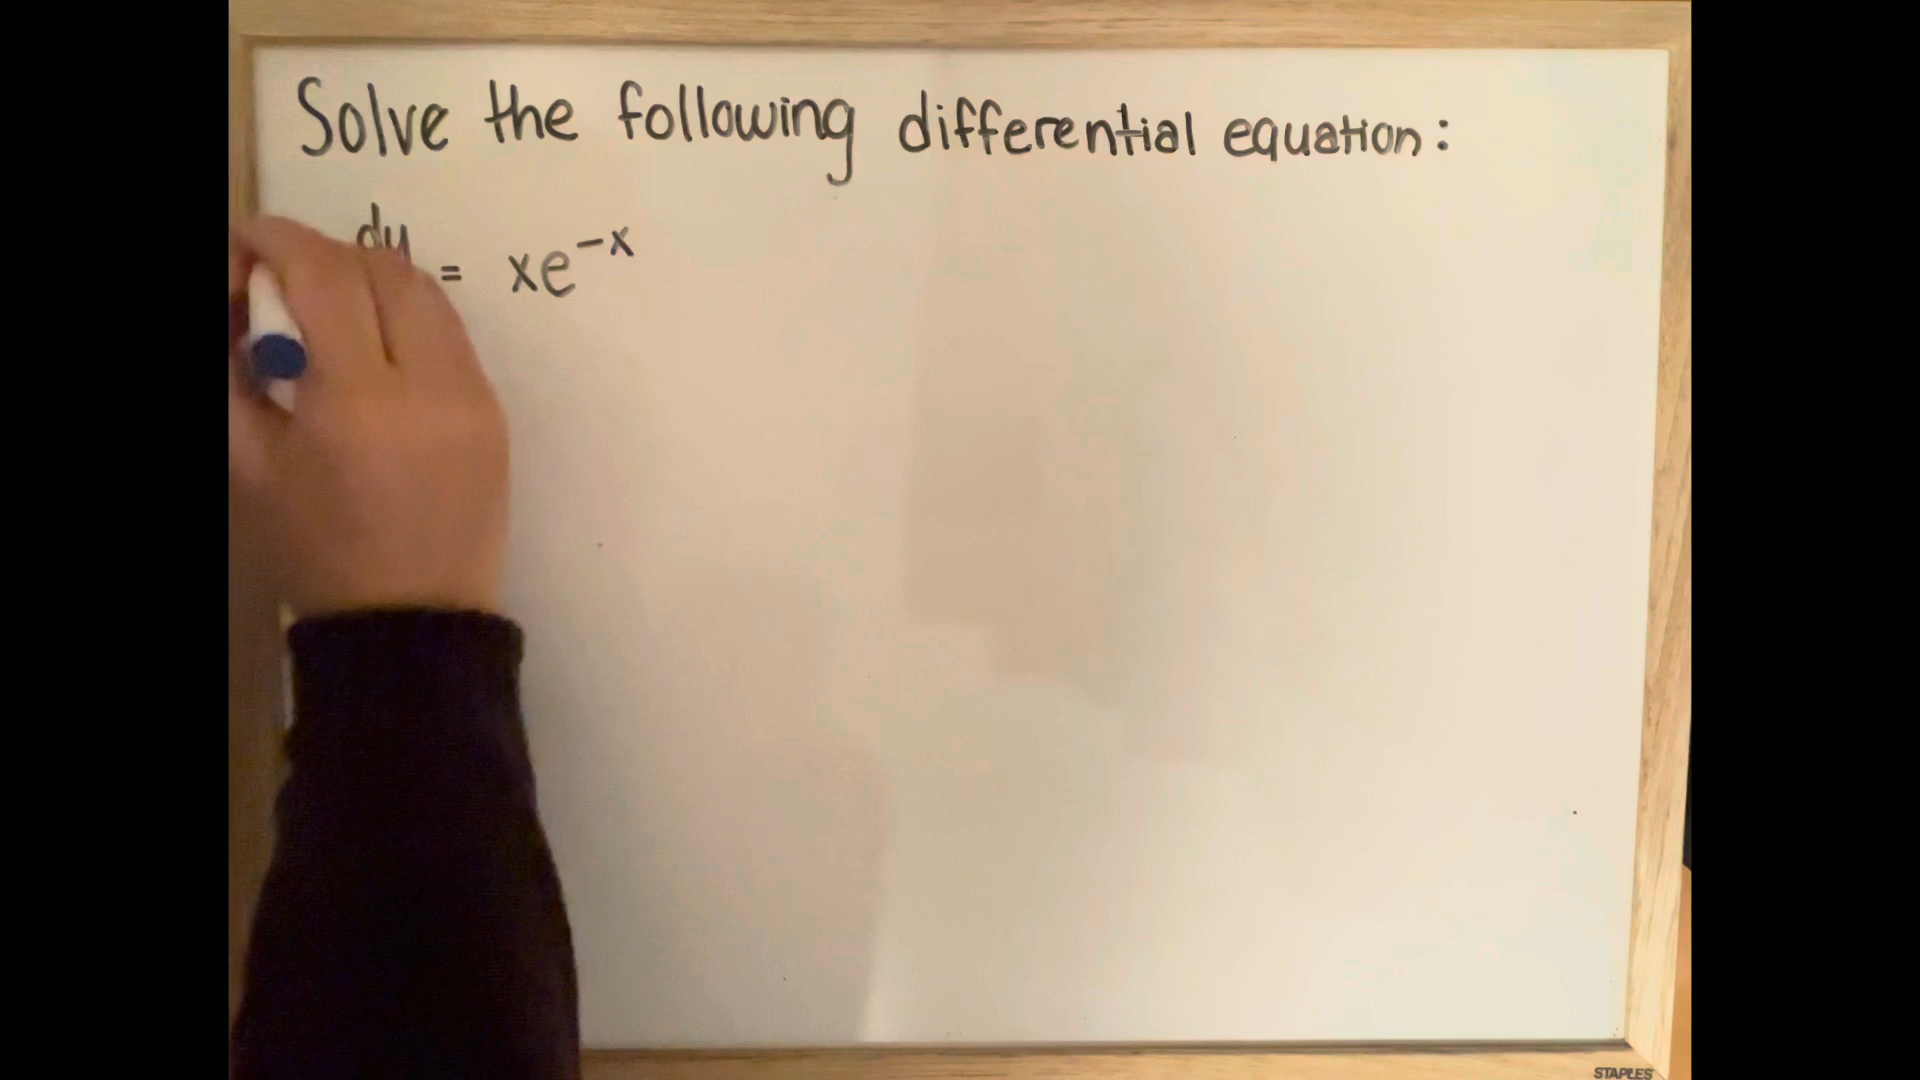 Solve the following differential equation:
dy = xe^-x
STAPLES